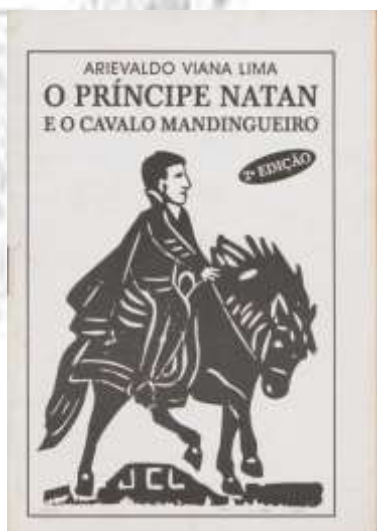 ARIEVALDO VIANA LIMA
O PRÍNCIPE NATAN
E O CAVALO MANDINGUEIRO
2ª EDIÇÃO
JCL